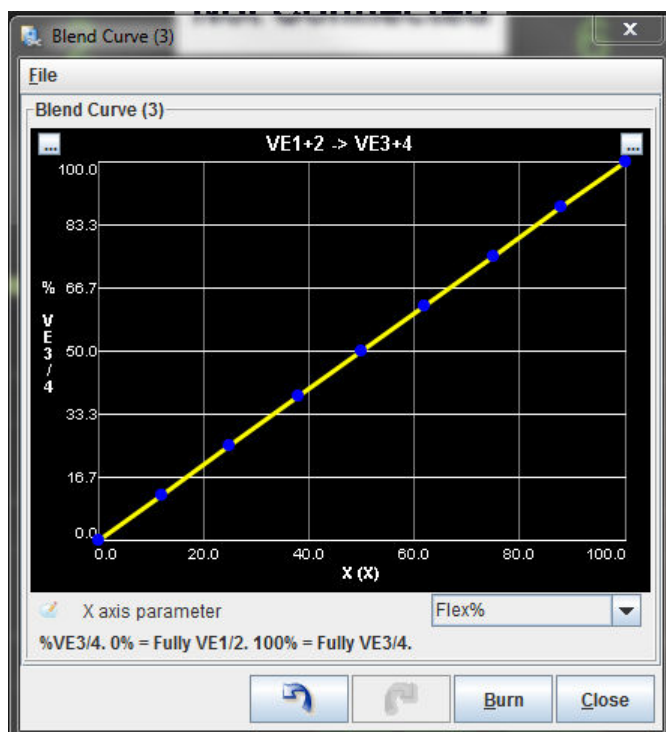 Blend Curve (3)
X
File
Blend Curve (3)
...
VE1+2 -> VE3+4
...
100.0
83.3
66.7
50.0
33.3
16.7
0.0
% VE3/4
0.0 20.0 40.0 60.0 80.0 100.0
X (X)
X axis parameter
Flex%
%VE3/4. 0% = Fully VE1/2. 100% = Fully VE3/4.
Burn
Close